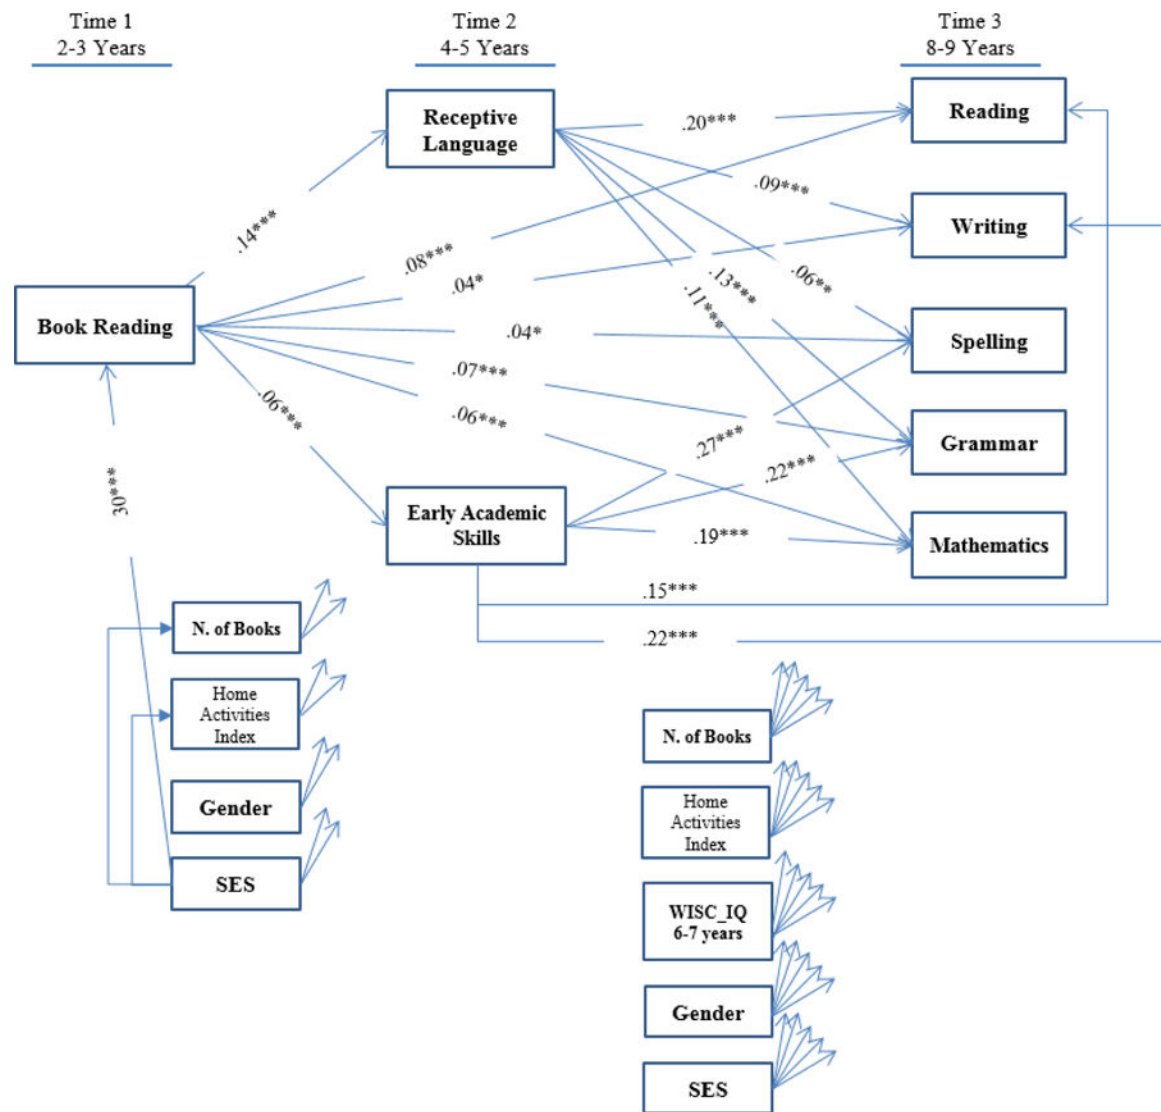 Time 1
2-3 Years
Time 2
4-5 Years
Time 3
8-9 Years
Receptive
Language
Reading
.20***
.09***
Writing
.14***
.08***
.04*
.13***
.06**
.11***
Book Reading
.04*
Spelling
.07***
.06***
.06***
.27***
.22***
Grammar
30***
Early Academic
Skills
.19***
Mathematics
.15***
.22***
N. of Books
Home
Activities
Index
Gender
SES
N. of Books
Home
Activities
Index
WISC_IQ
6-7 years
Gender
SES